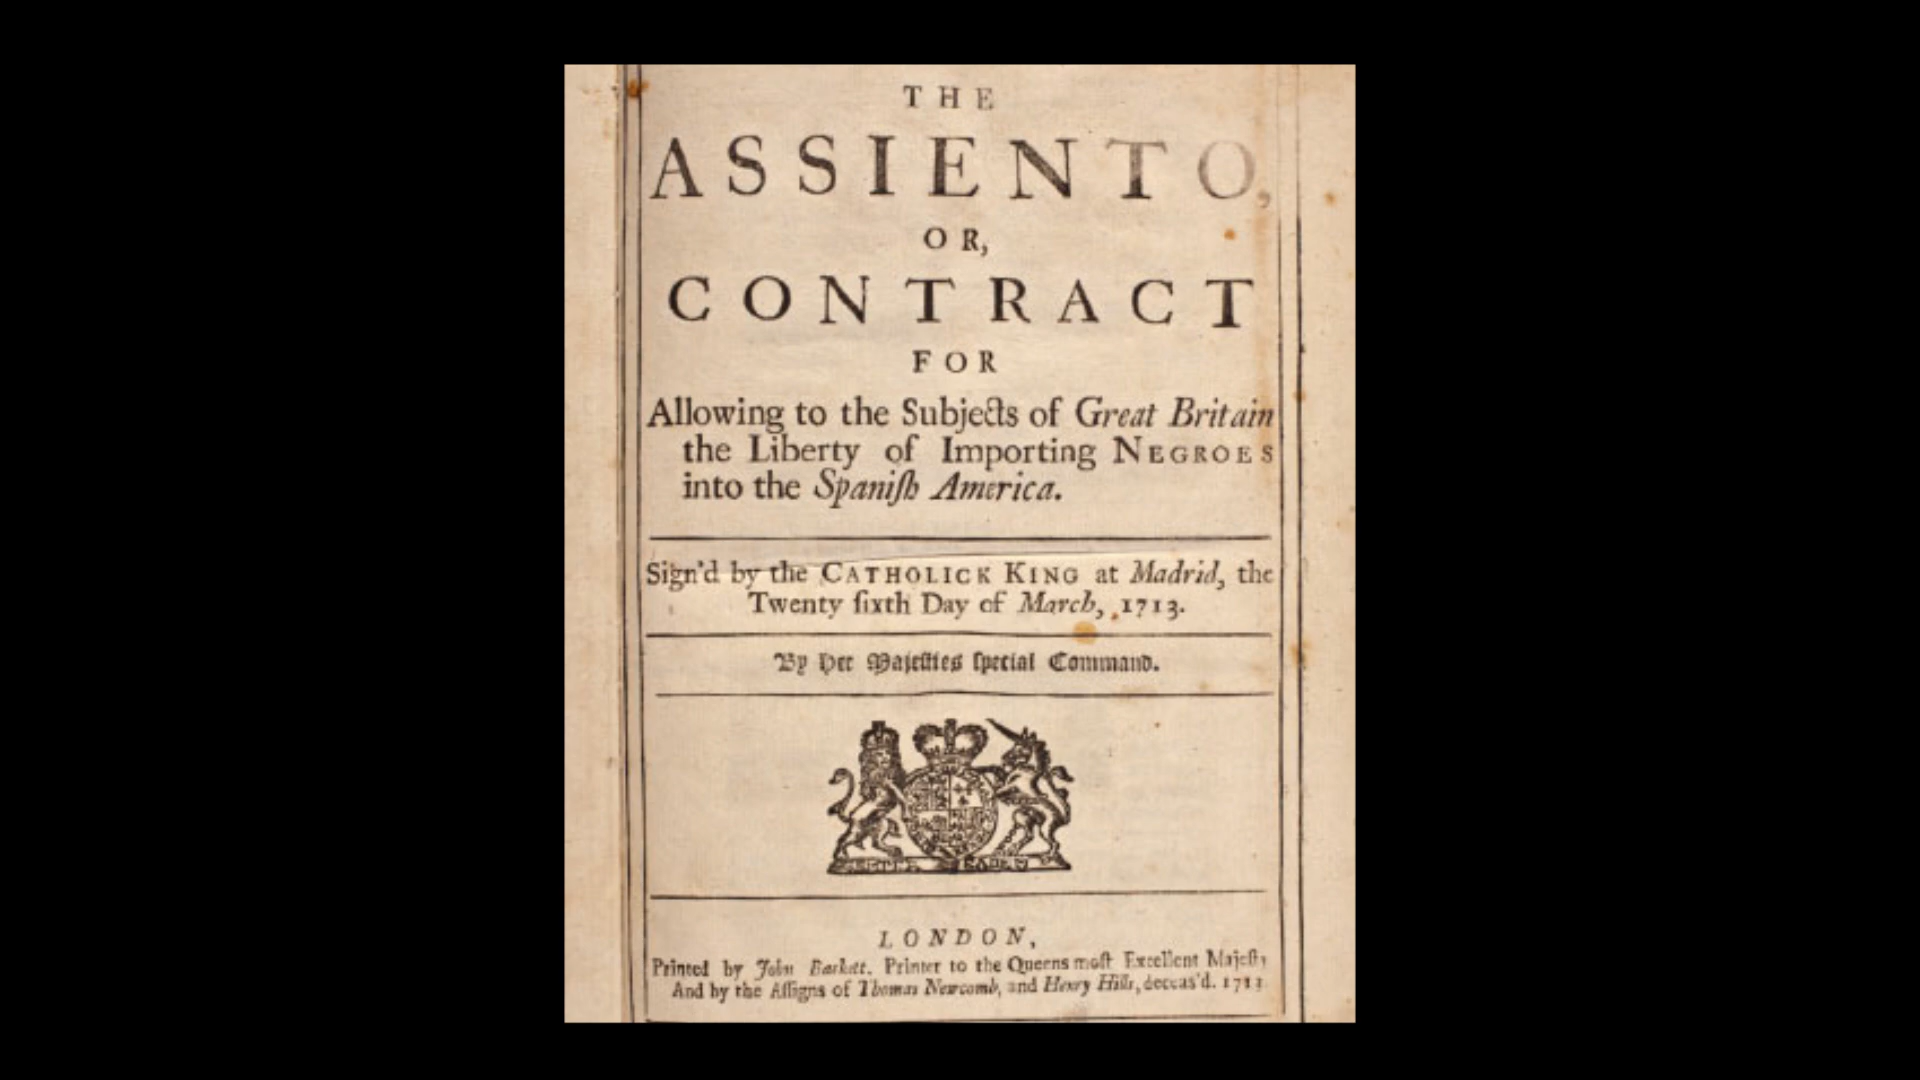 THE
ASSIENTO,
OR,
CONTRACT
FOR
Allowing to the Subjects of Great Britain
the Liberty of Importing NEGROES
into the Spaniſh America.
Sign'd by the CATHOLICK KING at Madrid, the
Twenty ſixth Day of March, 1713.
By Her Majeſties ſpecial Command.
SEMPER EADEM
LONDON,
Printed by John Baskett, Printer to the Queens moſt Excellent Majeſty
And by the Aſſigns of Thomas Newcomb, and Henry Hills, deceas'd. 1713